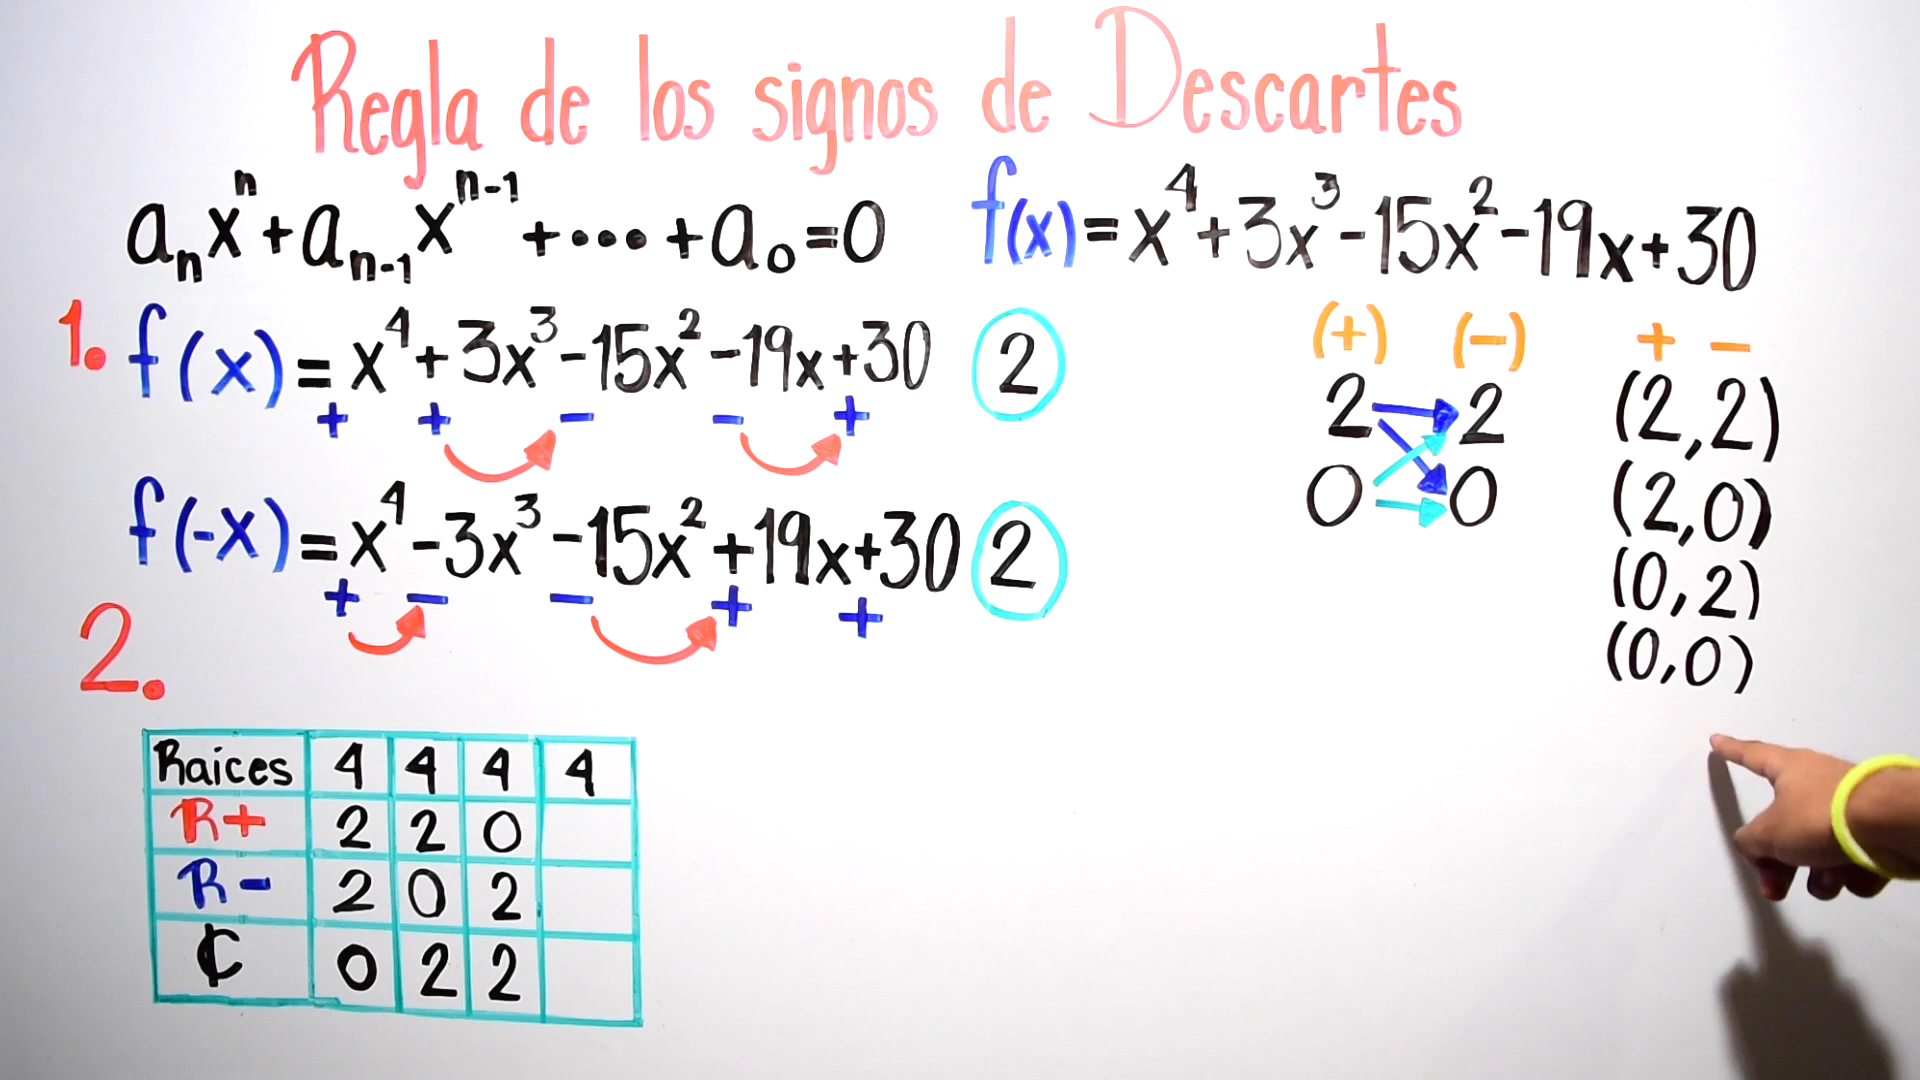 Regla de los signos de Descartes
aₙxⁿ+aₙ₋₁xⁿ⁻¹+•••+a₀=0
f(x)=x⁴+3x³-15x²-19x+30
1. f(x)=x⁴+3x³-15x²-19x+30 2
+ + - - +
f(-x)=x⁴-3x³-15x²+19x+30 2
+ - - + +
(+) (-)
2 2
0 0
+ -
(2,2)
(2,0)
(0,2)
(0,0)
2.
Raices 4 4 4 4
R+ 2 2 0
R- 2 0 2
ℂ 0 2 2